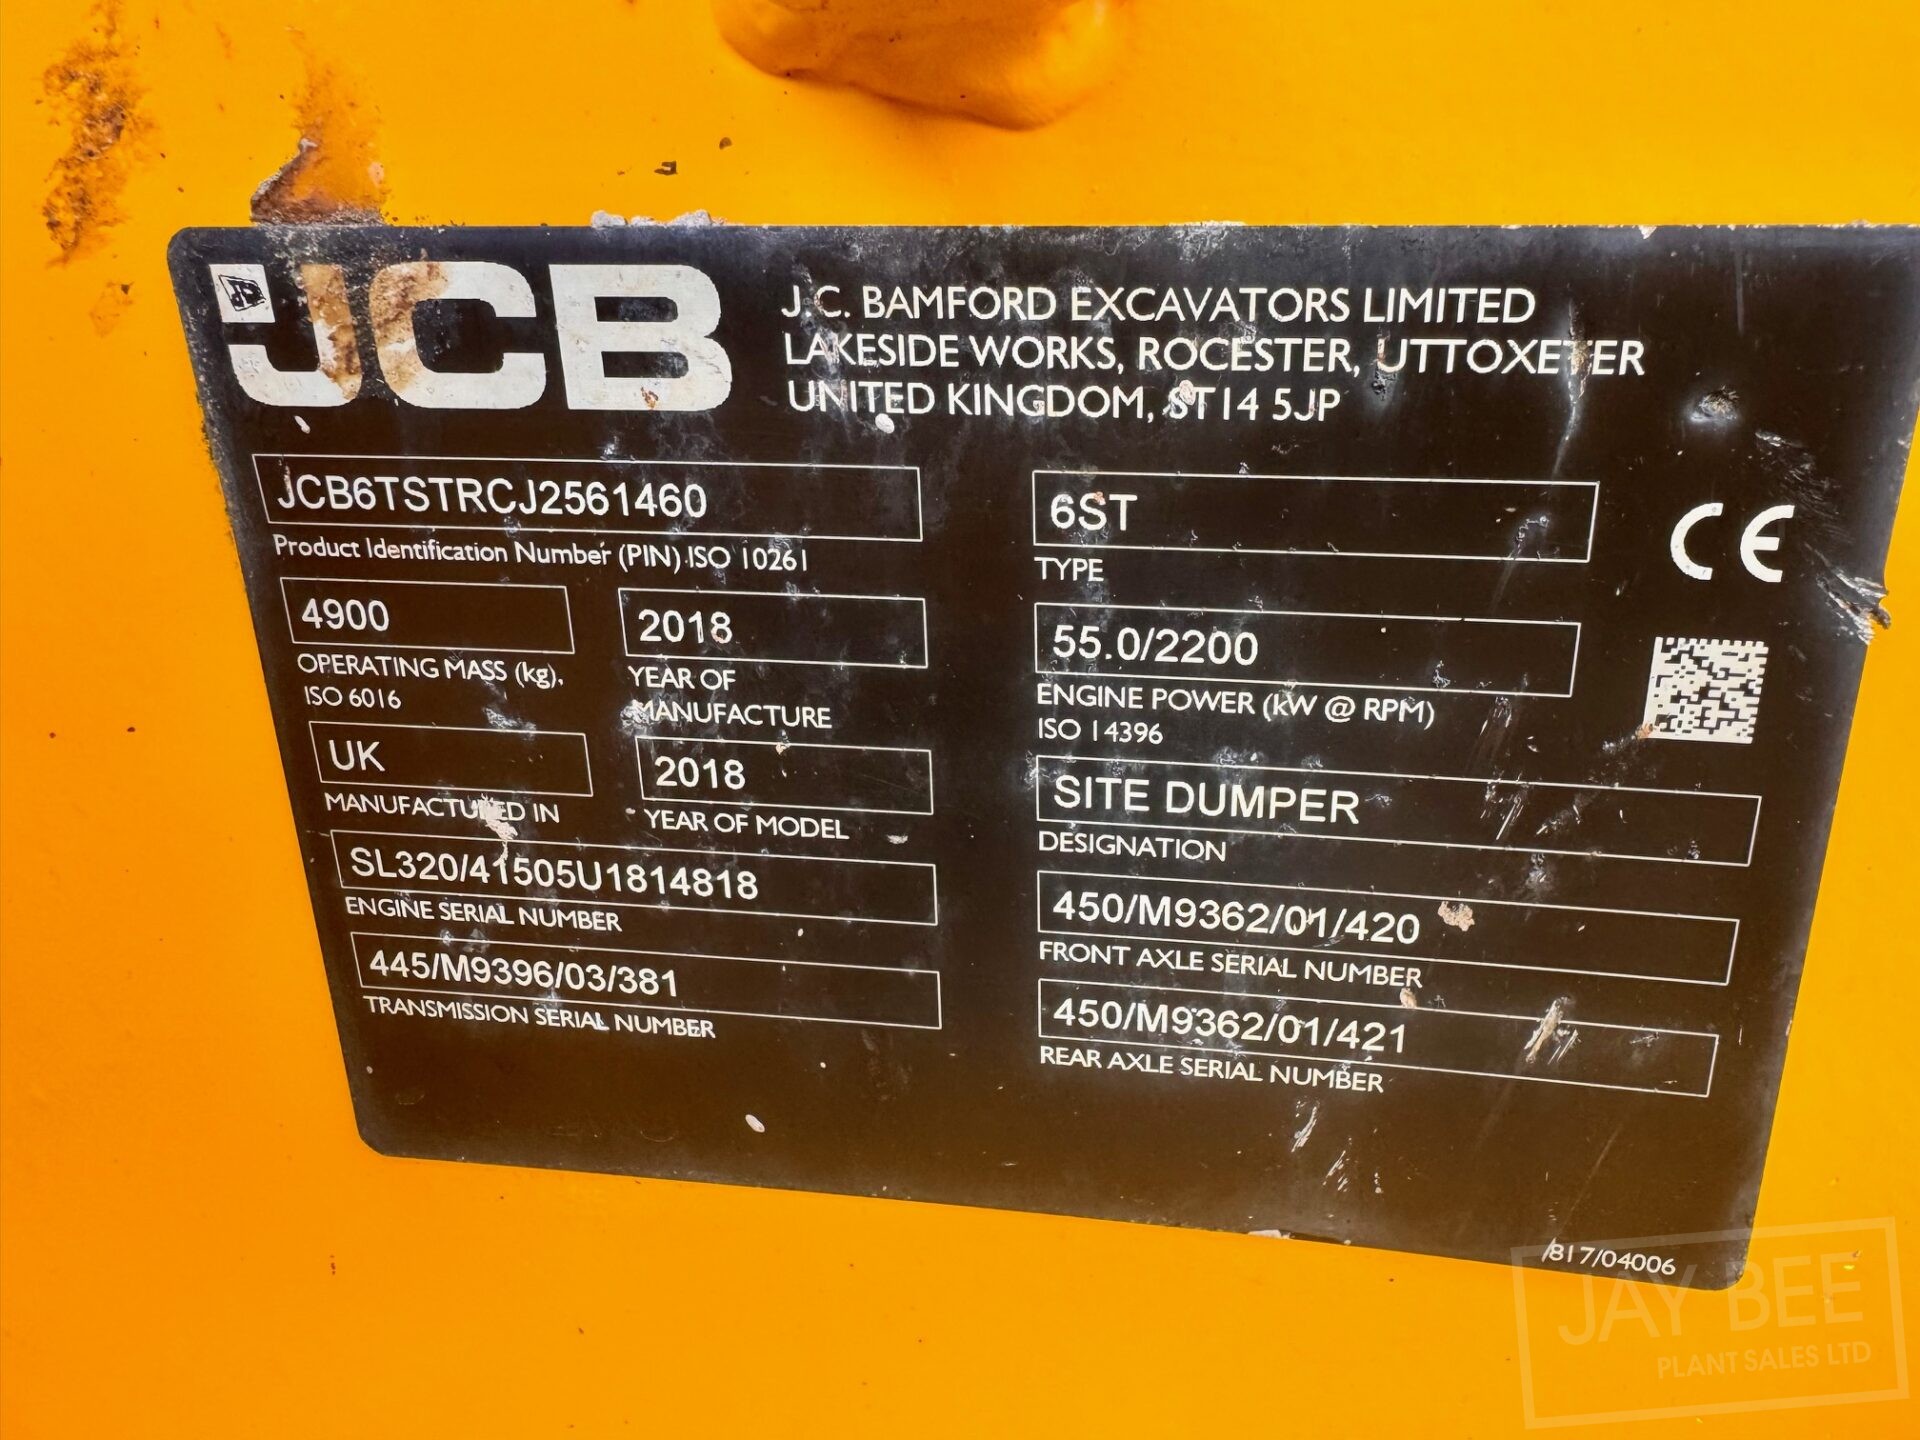 JCB
J.C. BAMFORD EXCAVATORS LIMITED
LAKESIDE WORKS, ROCESTER, UTTOXETER
UNITED KINGDOM, ST14 5JP
JCB6TSTRCJ2561460
Product Identification Number (PIN) ISO 10261
6ST
TYPE
CE
4900
OPERATING MASS (kg),
ISO 6016
2018
YEAR OF
MANUFACTURE
55.0/2200
ENGINE POWER (kW @ RPM)
ISO 14396
UK
MANUFACTURED IN
2018
YEAR OF MODEL
SITE DUMPER
DESIGNATION
SL320/41505U1814818
ENGINE SERIAL NUMBER
450/M9362/01/420
FRONT AXLE SERIAL NUMBER
445/M9396/03/381
TRANSMISSION SERIAL NUMBER
450/M9362/01/421
REAR AXLE SERIAL NUMBER
817/04006
JAY BEE
PLANT SALES LTD